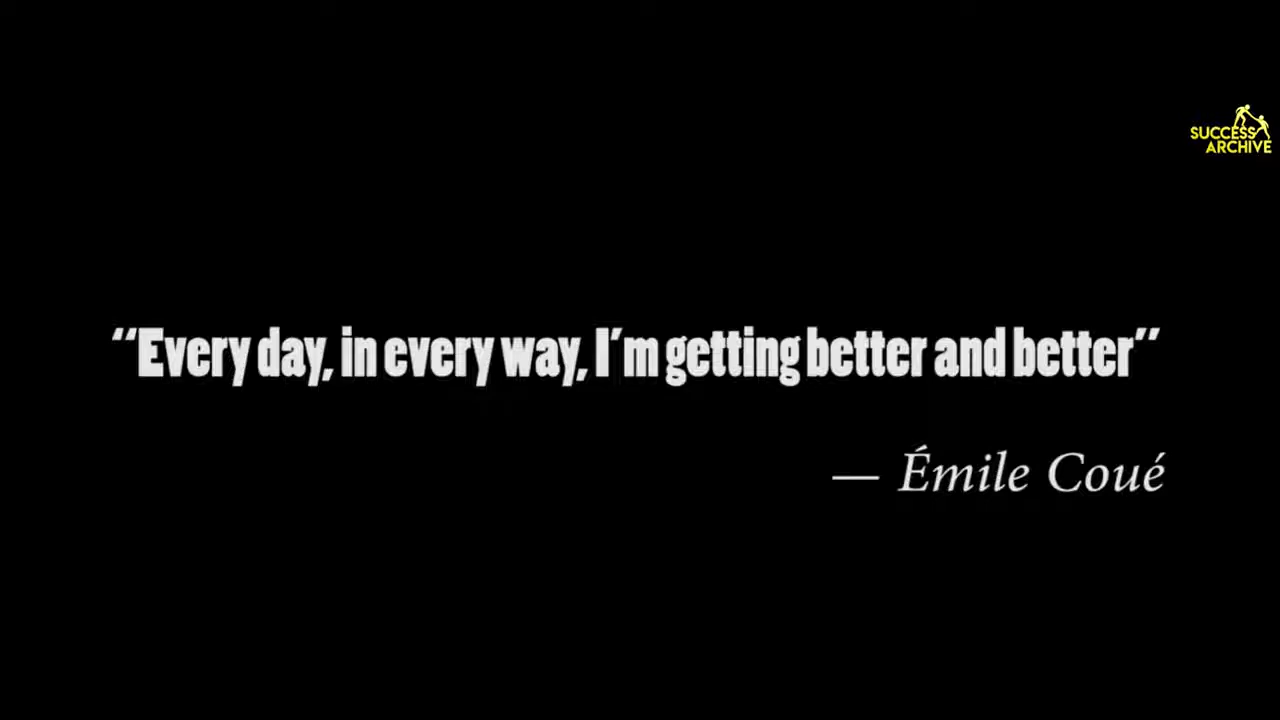 SUCCESS
ARCHIVE
“Every day, in every way, I'm getting better and better”
— Émile Coué